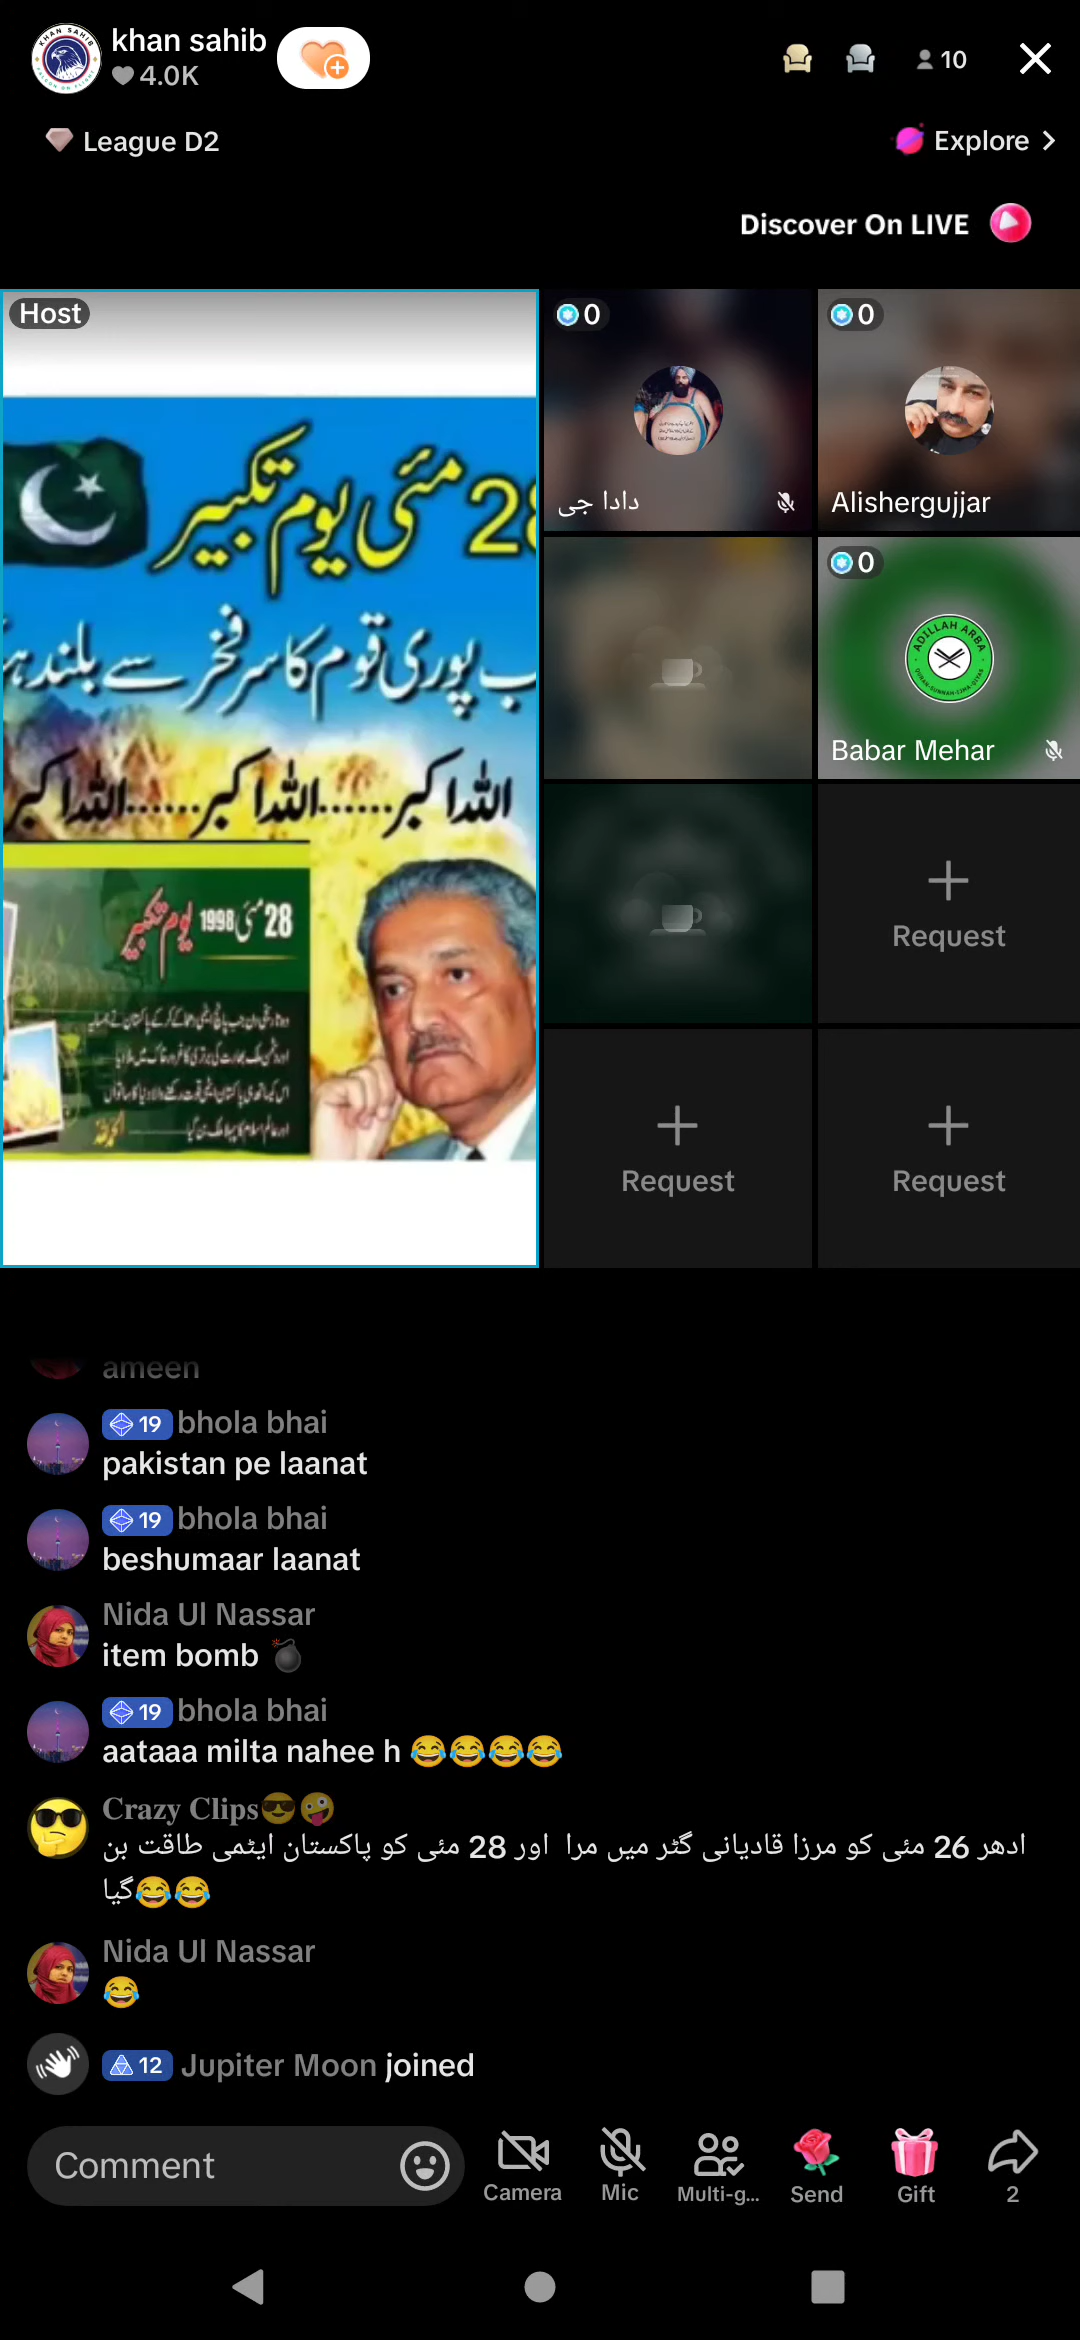 khan sahib
4.0K
10
League D2
Explore
Discover On LIVE
Host
28 مئی یوم تکبیر
پوری قوم کا سر فخر سے بلند
اللہ اکبر......اللہ اکبر......اللہ اکبر
28 مئی 1998 یوم تکبیر
0
دادا جی
0
Alishergujjar
0
ADILLAH ARBA
Babar Mehar
Request
Request
Request
ameen
19 bhola bhai
pakistan pe laanat
19 bhola bhai
beshumaar laanat
Nida Ul Nassar
item bomb 💣
19 bhola bhai
aataaa milta nahee h 😂😂😂😂
Crazy Clips😎🤪
ادھر 26 مئی کو مرزا قادیانی گٹر میں مرا اور 28 مئی کو پاکستان ایٹمی طاقت بن
گیا😂😂
Nida Ul Nassar
😂
12 Jupiter Moon joined
Comment
Camera
Mic
Multi-g...
Send
Gift
2